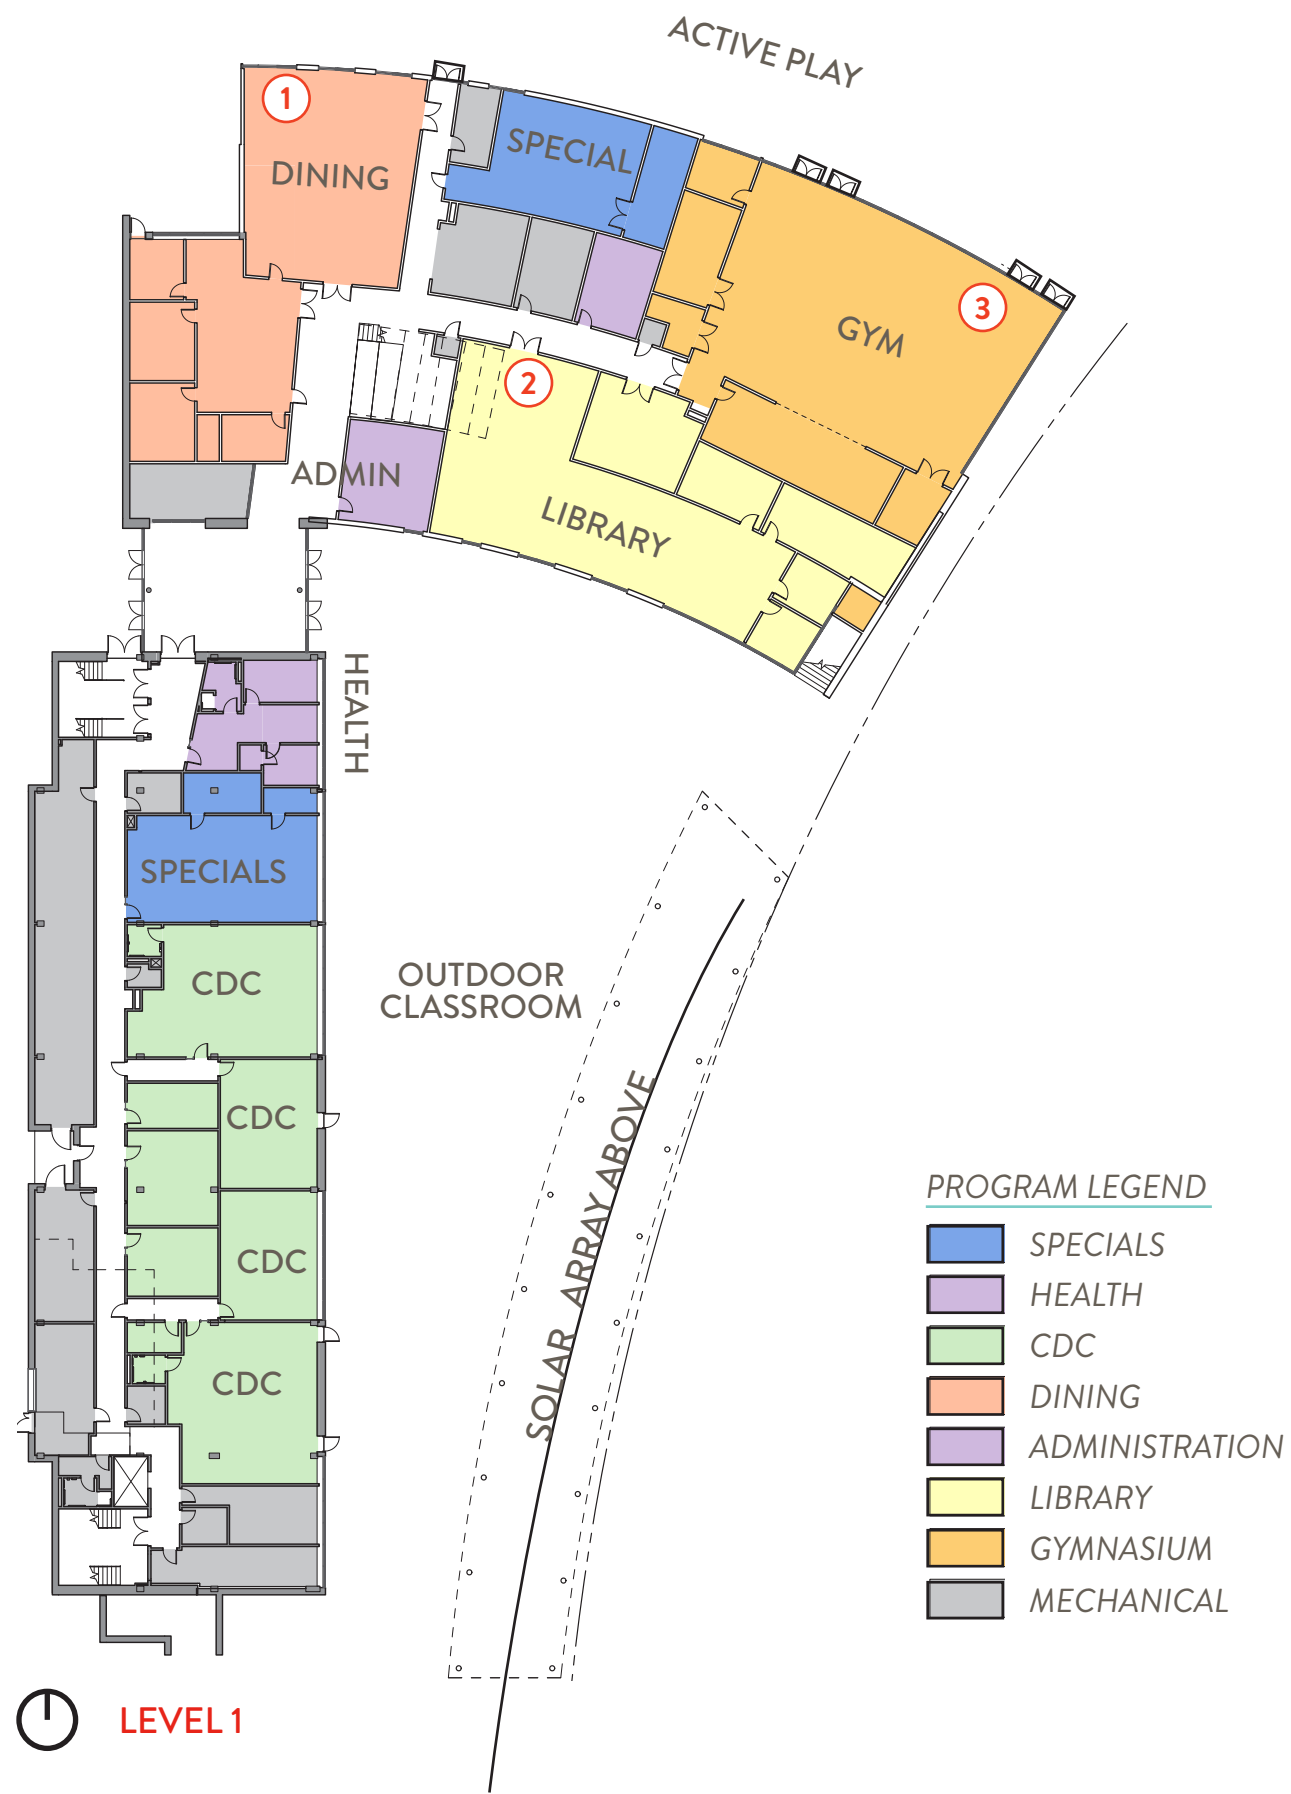 ACTIVE PLAY
1
DINING
SPECIAL
3
GYM
2
ADMIN
LIBRARY
HEALTH
SPECIALS
CDC
OUTDOOR
CLASSROOM
CDC
SOLAR ARRAY ABOVE
CDC
CDC
PROGRAM LEGEND
SPECIALS
HEALTH
CDC
DINING
ADMINISTRATION
LIBRARY
GYMNASIUM
MECHANICAL
LEVEL 1